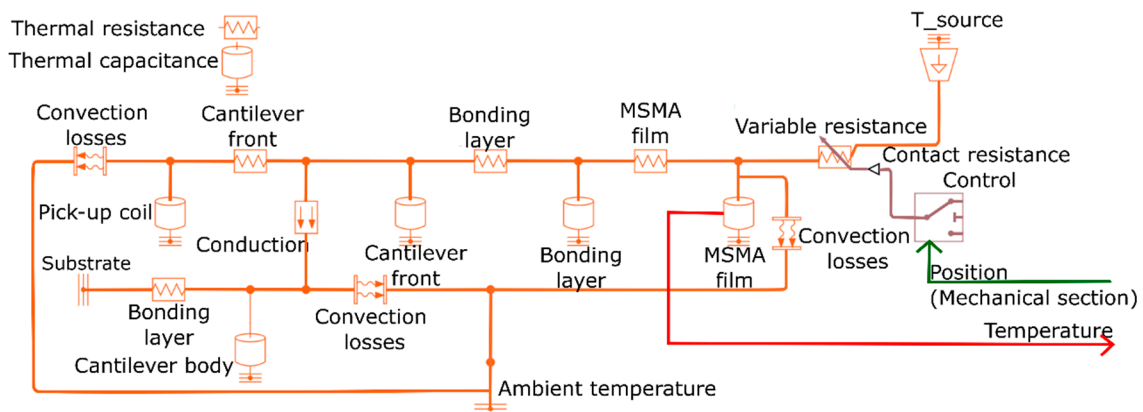 T_source
Thermal resistance
Thermal capacitance
Convection
losses
Cantilever
front
Bonding
layer
MSMA
film
Variable resistance
Contact resistance
Control
Pick-up coil
Conduction
Cantilever
front
Bonding
layer
MSMA
film
Convection
losses
Substrate
Bonding
layer
Convection
losses
Position
(Mechanical section)
Temperature
Cantilever body
Ambient temperature